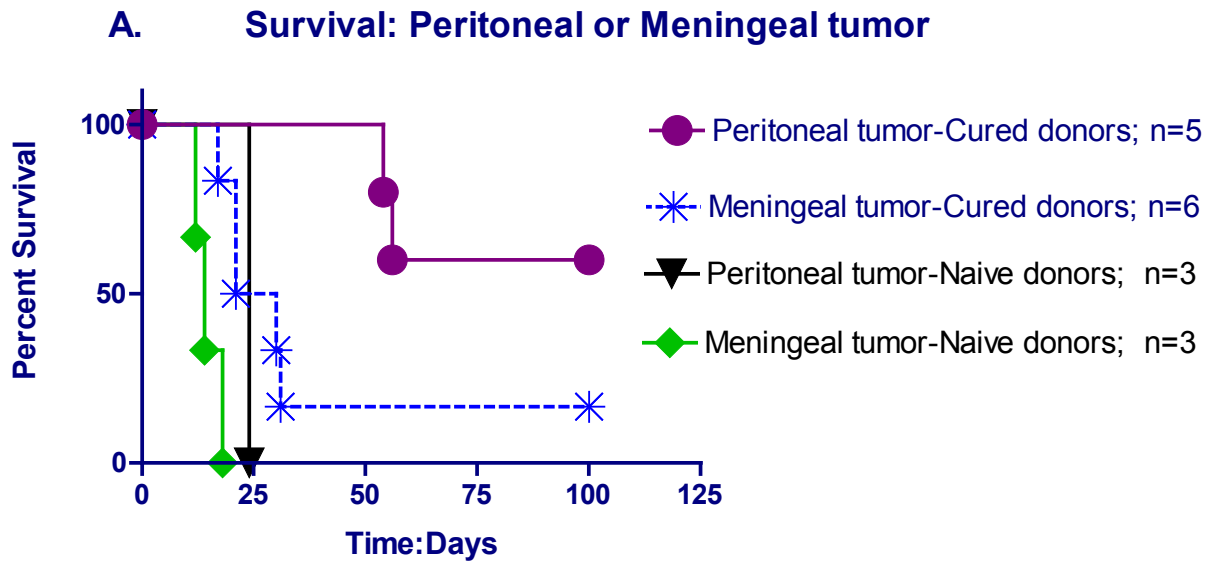 A. Survival: Peritoneal or Meningeal tumor
Percent Survival
100
50
0
0 25 50 75 100 125
Time:Days
Peritoneal tumor-Cured donors; n=5
Meningeal tumor-Cured donors; n=6
Peritoneal tumor-Naive donors; n=3
Meningeal tumor-Naive donors; n=3